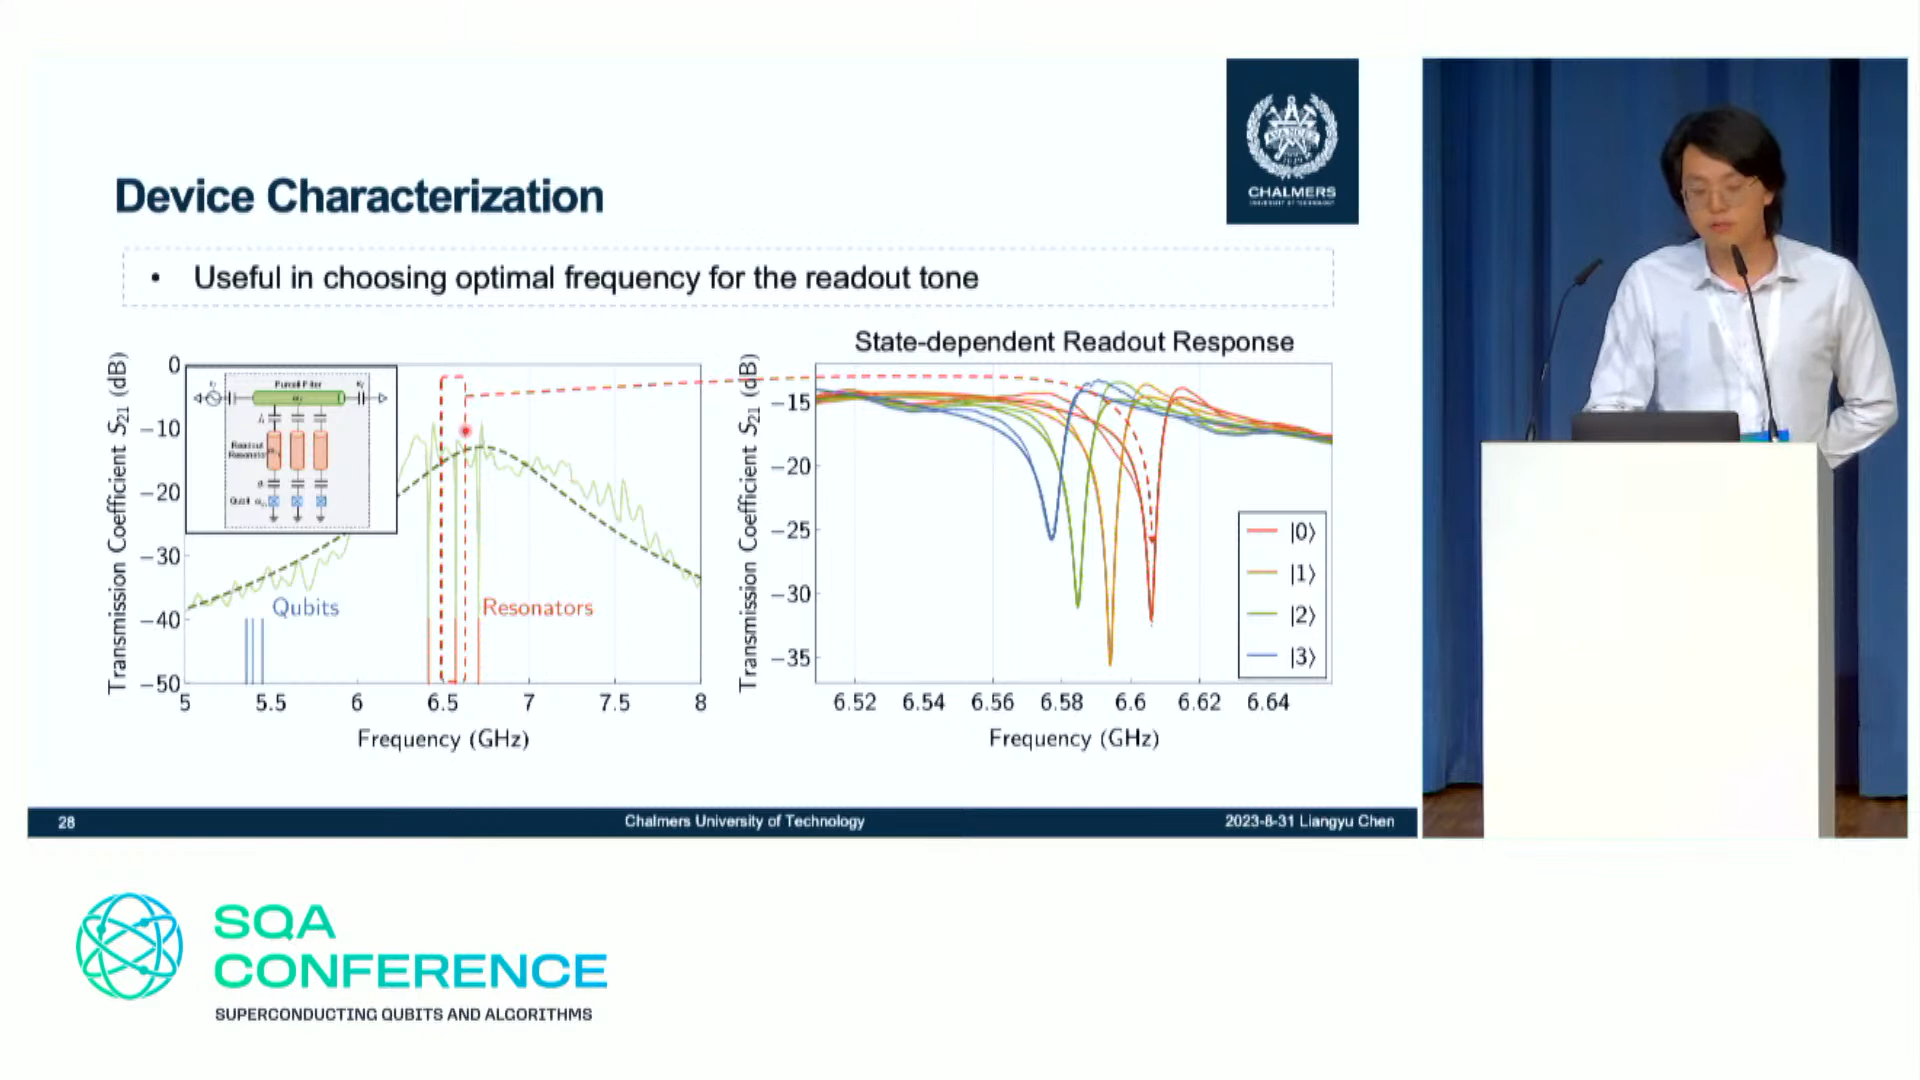 CHALMERS
UNIVERSITY OF TECHNOLOGY
Device Characterization
• Useful in choosing optimal frequency for the readout tone
State-dependent Readout Response
Transmission Coefficient S21 (dB)
0
−10
−20
−30
−40
−50
Purcell Filter
Readout
Resonator
Qubit
Qubits
Resonators
5
5.5
6
6.5
7
7.5
8
Frequency (GHz)
Transmission Coefficient S21 (dB)
−15
−20
−25
−30
−35
|0⟩
|1⟩
|2⟩
|3⟩
6.52
6.54
6.56
6.58
6.6
6.62
6.64
Frequency (GHz)
28
Chalmers University of Technology
2023-8-31 Liangyu Chen
SQA
CONFERENCE
SUPERCONDUCTING QUBITS AND ALGORITHMS